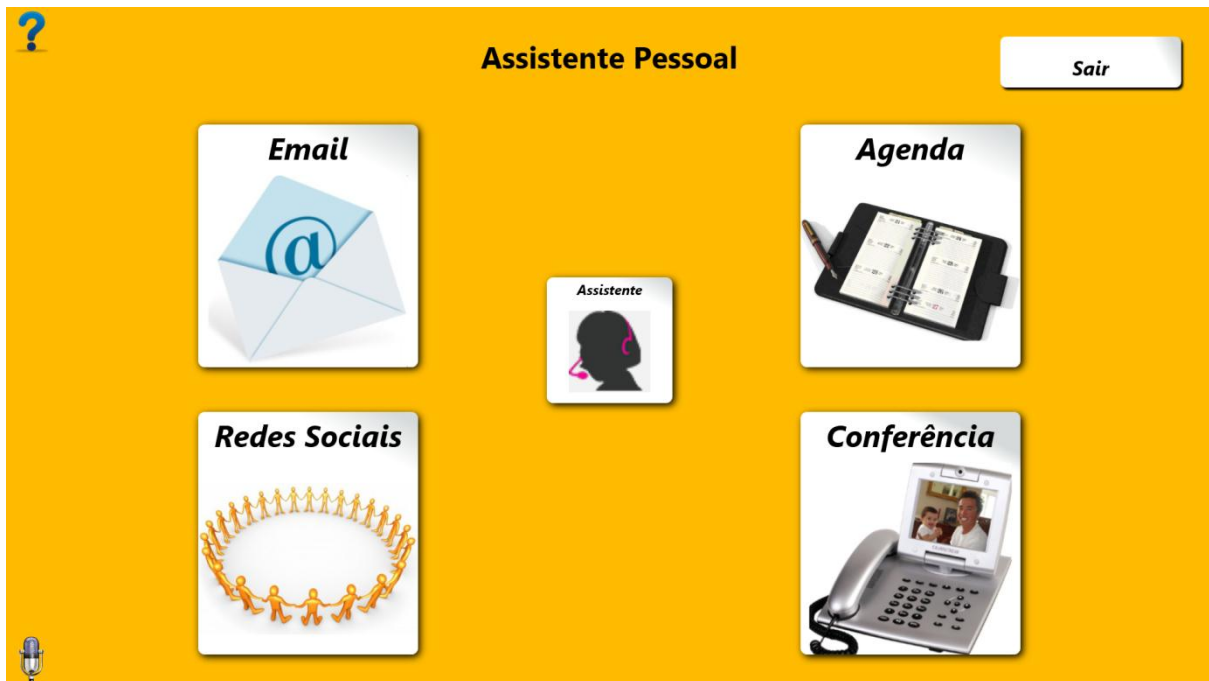 Assistente Pessoal
Sair
Email
Agenda
Assistente
Redes Sociais
Conferência